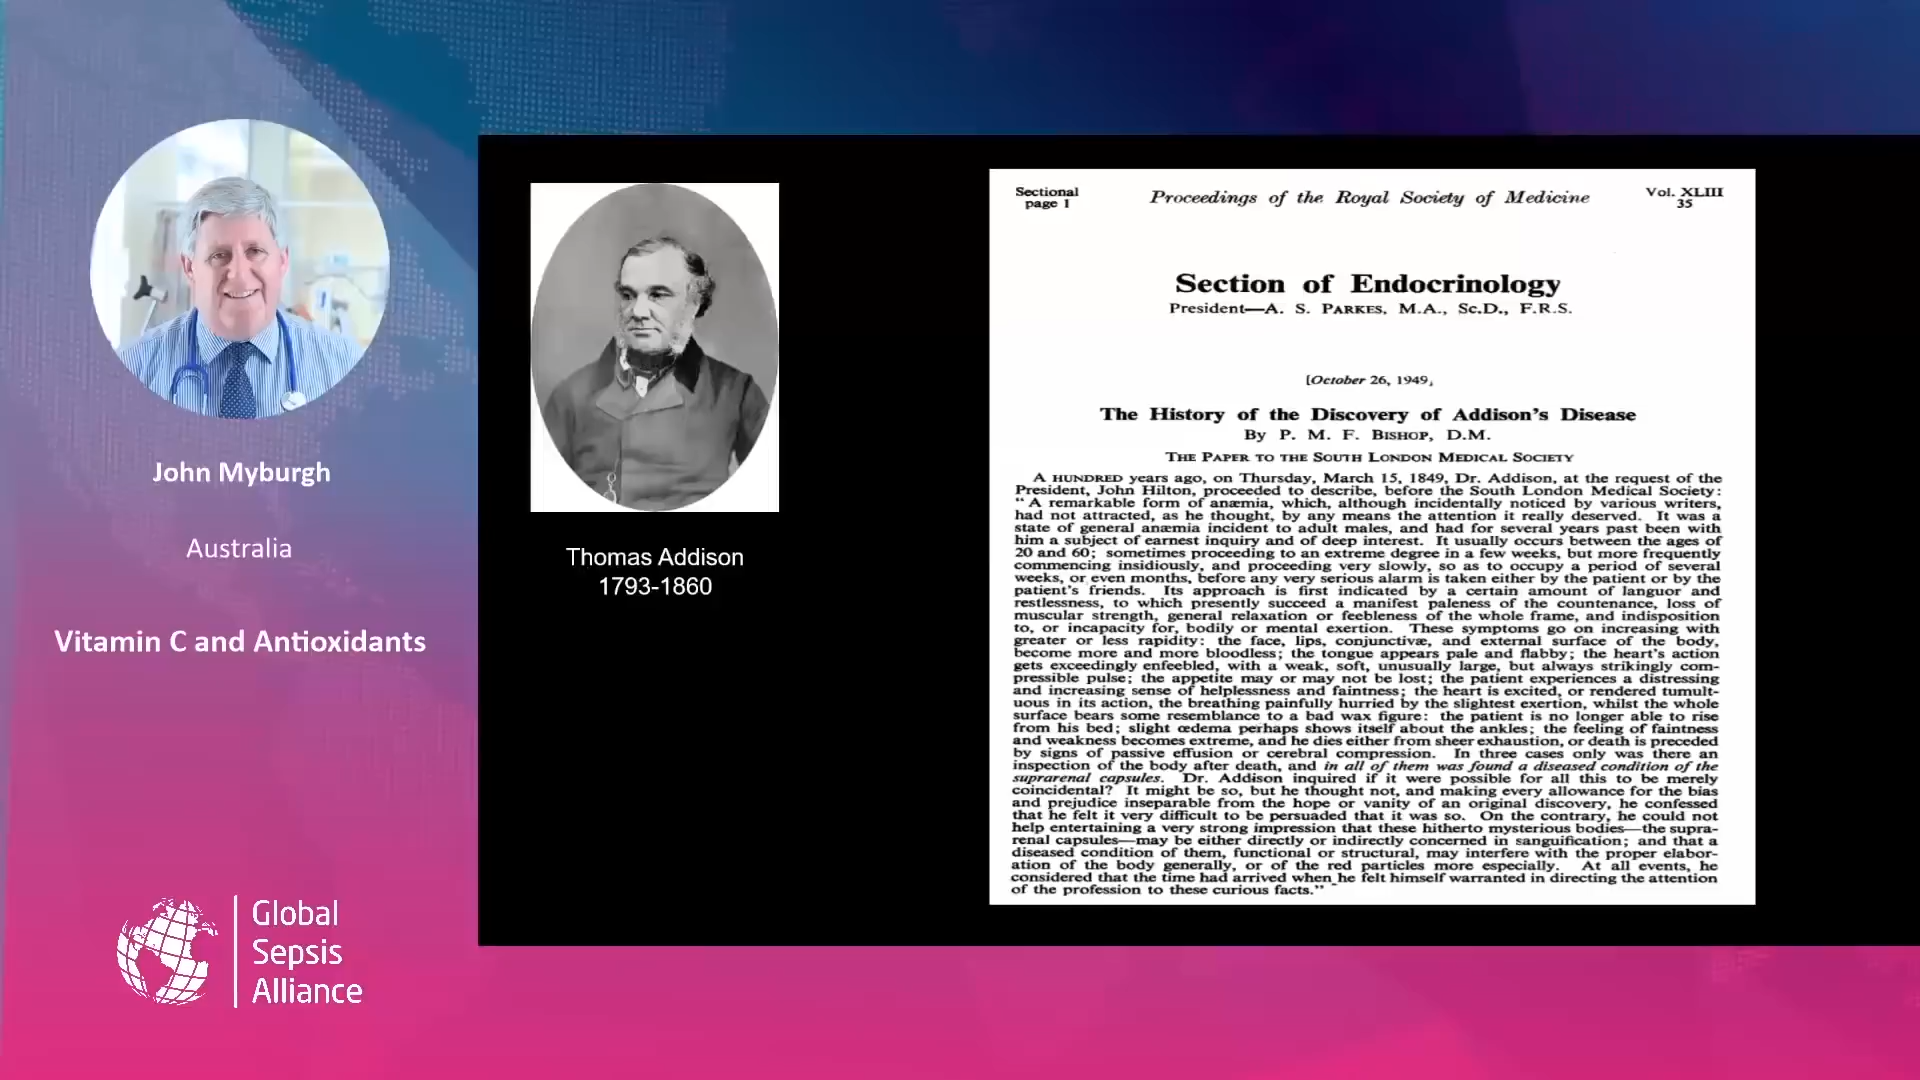 John Myburgh
Australia
Vitamin C and Antioxidants
Global
Sepsis
Alliance
Thomas Addison
1793-1860
Sectional
page 1
Proceedings of the Royal Society of Medicine
Vol. XLIII
35
Section of Endocrinology
President—A. S. PARKES, M.A., Sc.D., F.R.S.
[October 26, 1949]
The History of the Discovery of Addison's Disease
By P. M. F. BISHOP, D.M.
THE PAPER TO THE SOUTH LONDON MEDICAL SOCIETY
A HUNDRED years ago, on Thursday, March 15, 1849, Dr. Addison, at the request of the
President, John Hilton, proceeded to describe, before the South London Medical Society:
" A remarkable form of anæmia, which, although incidentally noticed by various writers,
had not attracted, as he thought, by any means the attention it really deserved. It was a
state of general anæmia incident to adult males, and had for several years past been with
him a subject of earnest inquiry and of deep interest. It usually occurs between the ages of
20 and 60; sometimes proceeding to an extreme degree in a few weeks, but more frequently
commencing insidiously, and proceeding very slowly, so as to occupy a period of several
weeks, or even months, before any very serious alarm is taken either by the patient or by the
patient's friends. Its approach is first indicated by a certain amount of languor and
restlessness, to which presently succeed a manifest paleness of the countenance, loss of
muscular strength, general relaxation or feebleness of the whole frame, and indisposition
to, or incapacity for, bodily or mental exertion. These symptoms go on increasing with
greater or less rapidity: the face, lips, conjunctivæ, and external surface of the body,
become more and more bloodless; the tongue appears pale and flabby; the heart's action
gets exceedingly enfeebled, with a weak, soft, unusually large, but always strikingly com-
pressible pulse; the appetite may or may not be lost; the patient experiences a distressing
and increasing sense of helplessness and faintness; the heart is excited, or rendered tumult-
uous in its action, the breathing painfully hurried by the slightest exertion, whilst the whole
surface bears some resemblance to a bad wax figure: the patient is no longer able to rise
from his bed; slight œdema perhaps shows itself about the ankles; the feeling of faintness
and weakness becomes extreme, and he dies either from sheer exhaustion, or death is preceded
by signs of passive effusion or cerebral compression. In three cases only was there an
inspection of the body after death, and in all of them was found a diseased condition of the
suprarenal capsules. Dr. Addison inquired if it were possible for all this to be merely
coincidental? It might be so, but he thought not, and making every allowance for the bias
and prejudice inseparable from the hope or vanity of an original discovery, he confessed
that he felt it very difficult to be persuaded that it was so. On the contrary, he could not
help entertaining a very strong impression that these hitherto mysterious bodies—the supra-
renal capsules—may be either directly or indirectly concerned in sanguification; and that a
diseased condition of them, functional or structural, may interfere with the proper elabor-
ation of the body generally, or of the red particles more especially. At all events, he
considered that the time had arrived when he felt himself warranted in directing the attention
of the profession to these curious facts."